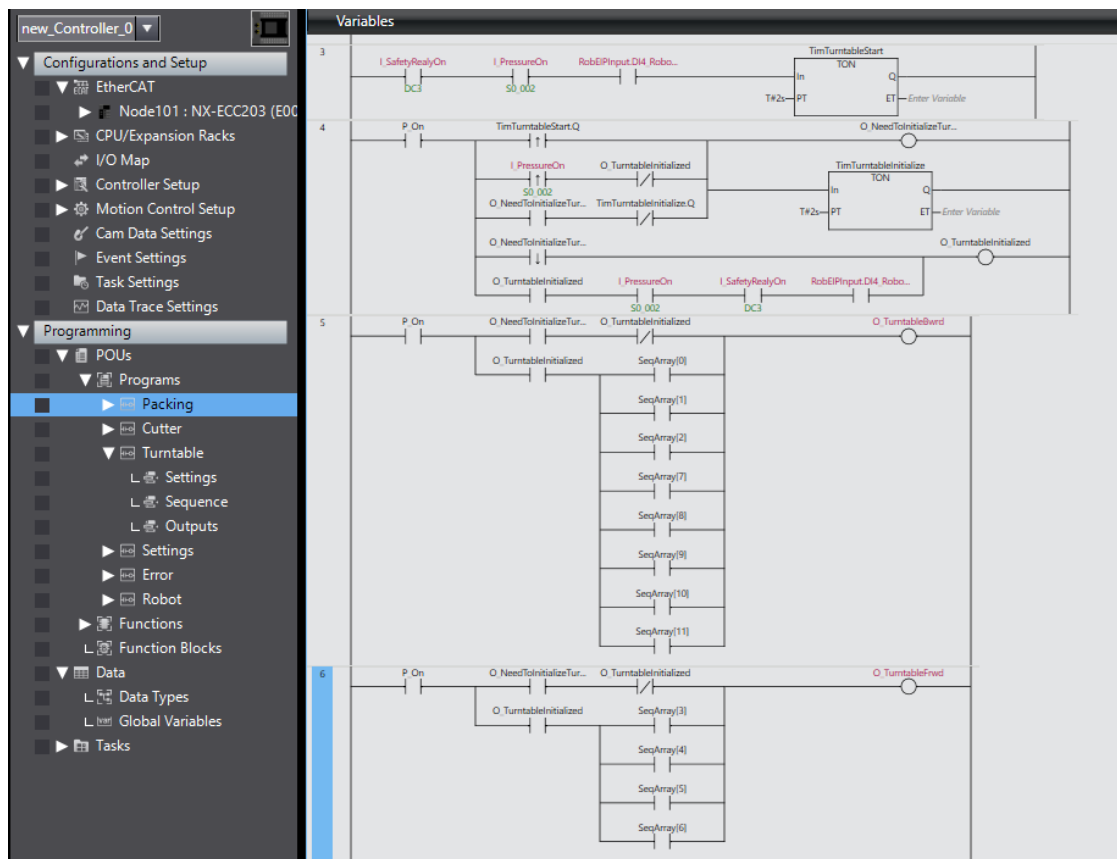 new_Controller_0
Configurations and Setup
EtherCAT
Node101 : NX-ECC203 (E00
CPU/Expansion Racks
I/O Map
Controller Setup
Motion Control Setup
Cam Data Settings
Event Settings
Task Settings
Data Trace Settings
Programming
POUs
Programs
Packing
Cutter
Turntable
Settings
Sequence
Outputs
Settings
Error
Robot
Functions
Function Blocks
Data
Data Types
Global Variables
Tasks
Variables
3
TimTurntableStart
I_SafetyRealyOn I_PressureOn RobEIPInput.DI4_Robo... TON
In Q
DC3 S0_002
T#2s PT ET Enter Variable
4 P_On TimTurntableStart.Q O_NeedToInitializeTur...
I_PressureOn O_TurntableInitialized TimTurntableInitialize
TON
S0_002 In Q
O_NeedToInitializeTur... TimTurntableInitialize.Q
T#2s PT ET Enter Variable
O_NeedToInitializeTur... O_TurntableInitialized
O_TurntableInitialized I_PressureOn I_SafetyRealyOn RobEIPInput.DI4_Robo...
S0_002 DC3
5 P_On O_NeedToInitializeTur... O_TurntableInitialized O_TurntableBwrd
O_TurntableInitialized SeqArray[0]
SeqArray[1]
SeqArray[2]
SeqArray[7]
SeqArray[8]
SeqArray[9]
SeqArray[10]
SeqArray[11]
6 P_On O_NeedToInitializeTur... O_TurntableInitialized O_TurntableFrwd
O_TurntableInitialized SeqArray[3]
SeqArray[4]
SeqArray[5]
SeqArray[6]